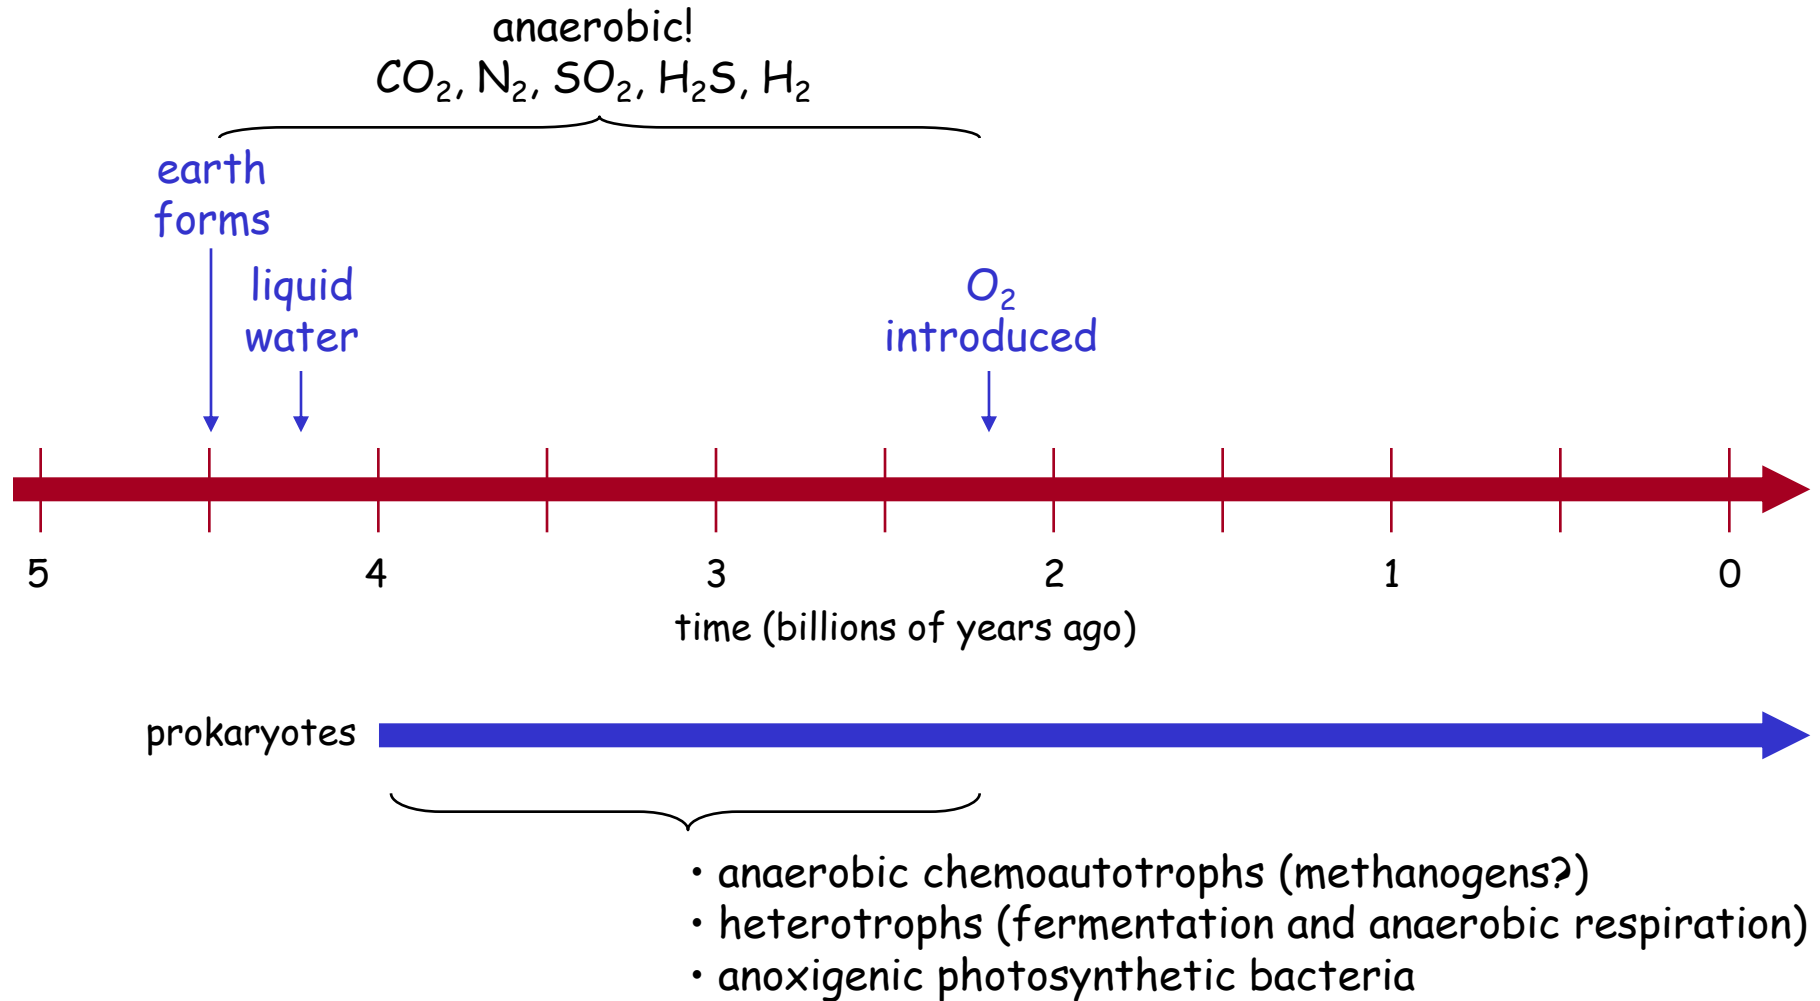 anaerobic!
CO₂, N₂, SO₂, H₂S, H₂
earth
forms
liquid
water
O₂
introduced
5 4 3 2 1 0
time (billions of years ago)
prokaryotes
• anaerobic chemoautotrophs (methanogens?)
• heterotrophs (fermentation and anaerobic respiration)
• anoxigenic photosynthetic bacteria